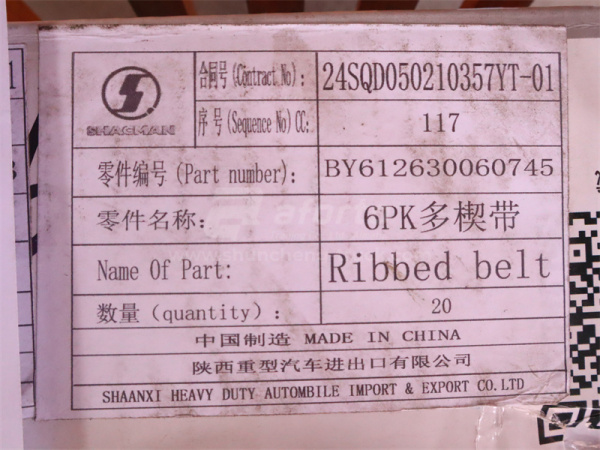 SHACMAN
合同号(Contract No): 24SQD050210357YT-01
序号(Sequence No)CC: 117
零件编号(Part number): BY612630060745
零件名称: 6PK多楔带
Name Of Part: Ribbed belt
数量(quantity): 20
中国制造 MADE IN CHINA
陕西重型汽车进出口有限公司
SHAANXI HEAVY DUTY AUTOMBILE IMPORT & EXPORT CO.LTD